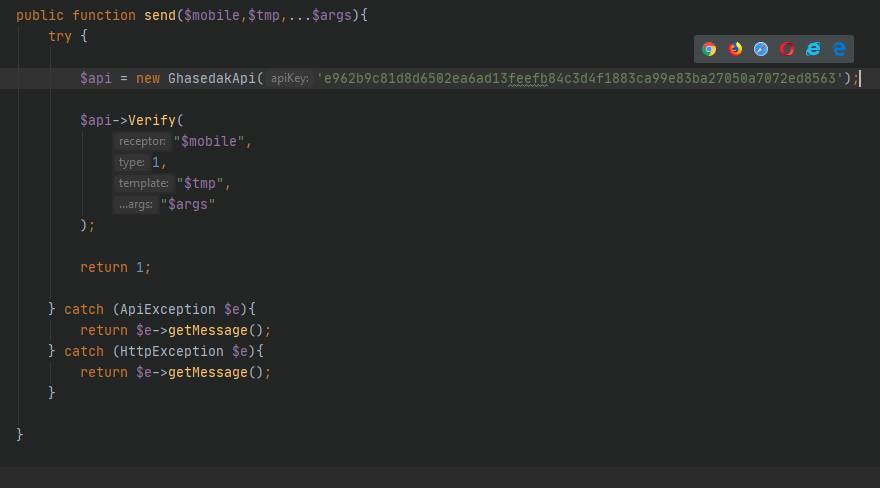 public function send($mobile,$tmp,...$args){
try {
$api = new GhasedakApi( apiKey: 'e962b9c81d8d6502ea6ad13feefb84c3d4f1883ca99e83ba27050a7072ed8563');
$api->Verify(
receptor: "$mobile",
type: 1,
template: "$tmp",
...args: "$args"
);
return 1;
} catch (ApiException $e){
return $e->getMessage();
} catch (HttpException $e){
return $e->getMessage();
}
}